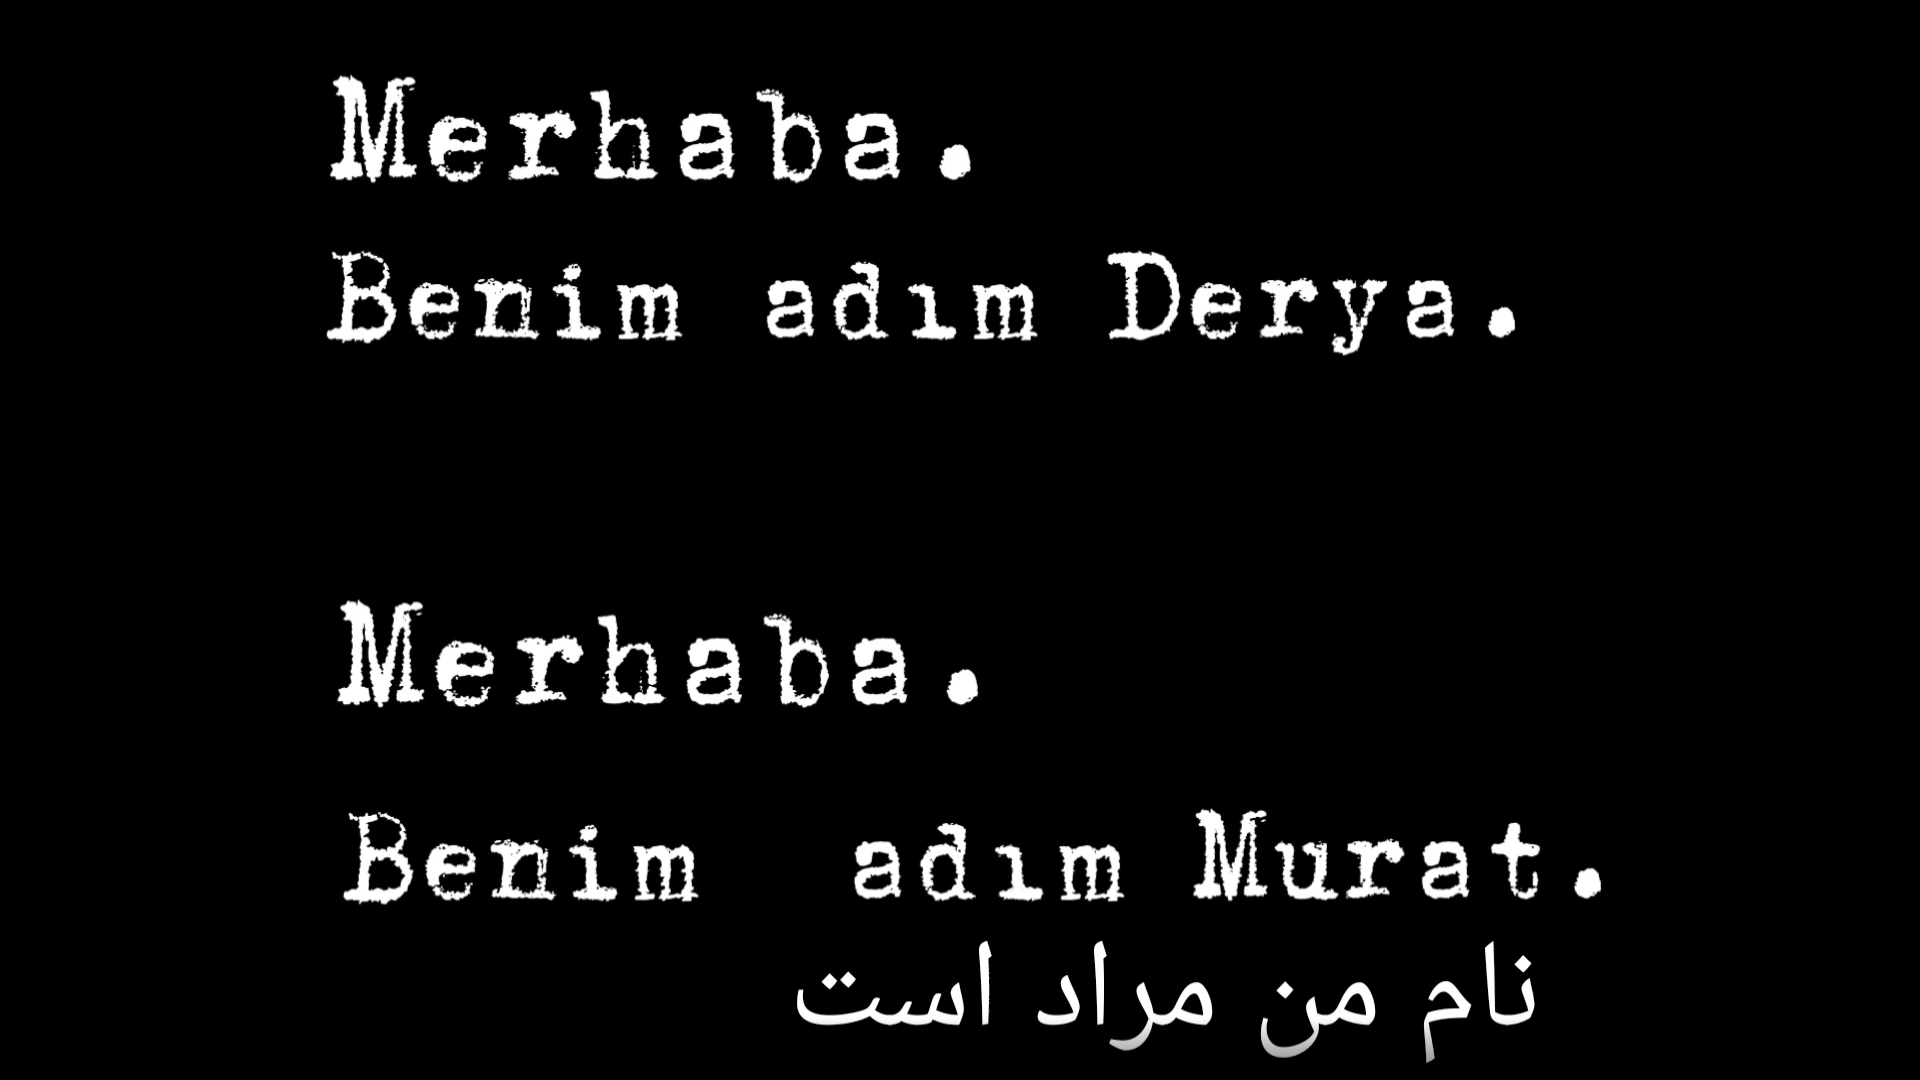 Merhaba.
Benim adım Derya.
Merhaba.
Benim adım Murat.
نام من مراد است